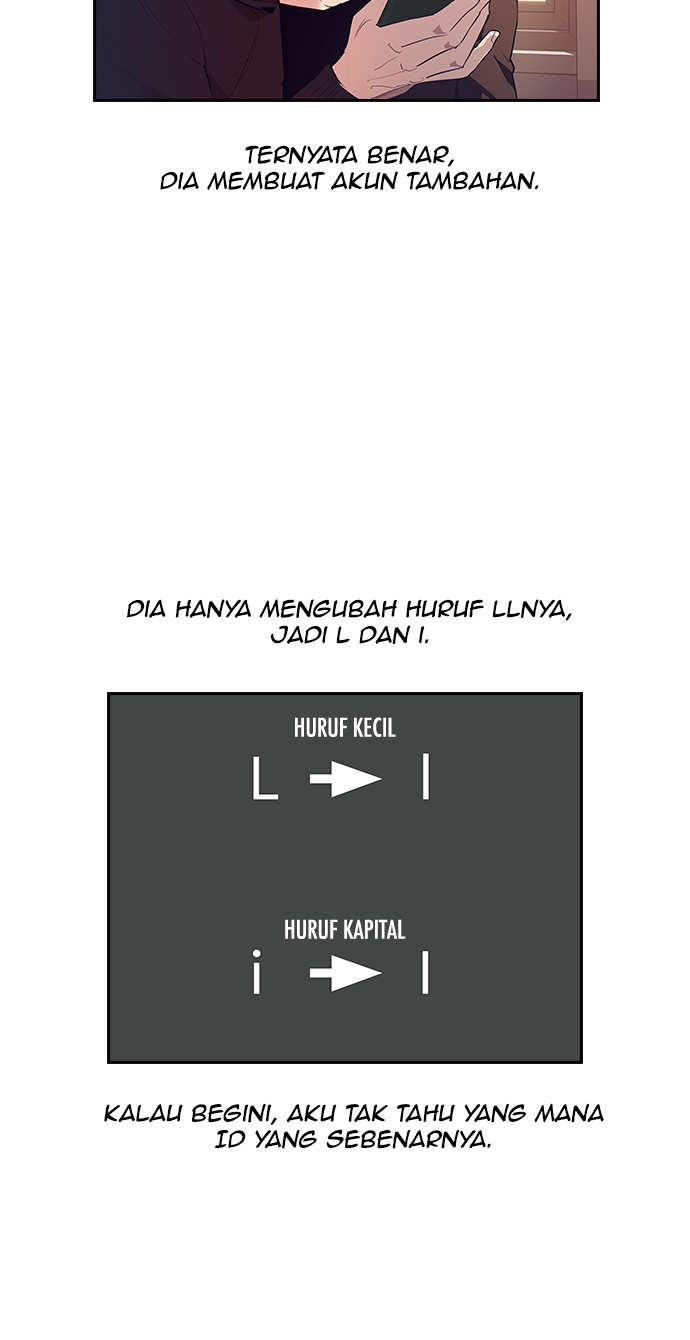 TERNYATA BENAR,
DIA MEMBUAT AKUN TAMBAHAN.
DIA HANYA MENGUBAH HURUF LLNYA,
JADI L DAN I.
HURUF KECIL
L → l
HURUF KAPITAL
i → I
KALAU BEGINI, AKU TAK TAHU YANG MANA
ID YANG SEBENARNYA.